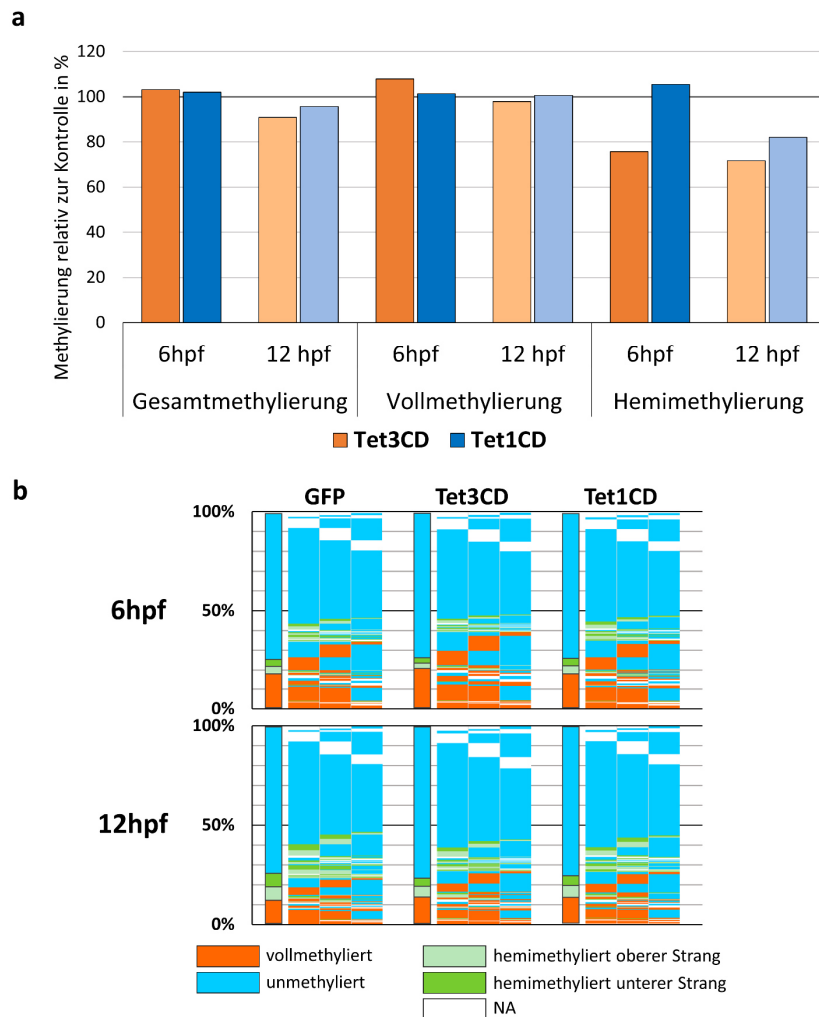 a
Methylierung relativ zur Kontrolle in %
120
100
80
60
40
20
0
6hpf 12 hpf 6hpf 12 hpf 6hpf 12 hpf
Gesamtmethylierung Vollmethylierung Hemimethylierung
Tet3CD Tet1CD
b
GFP Tet3CD Tet1CD
100%
6hpf 50%
0%
100%
12hpf 50%
0%
vollmethyliert hemimethyliert oberer Strang
unmethyliert hemimethyliert unterer Strang
NA